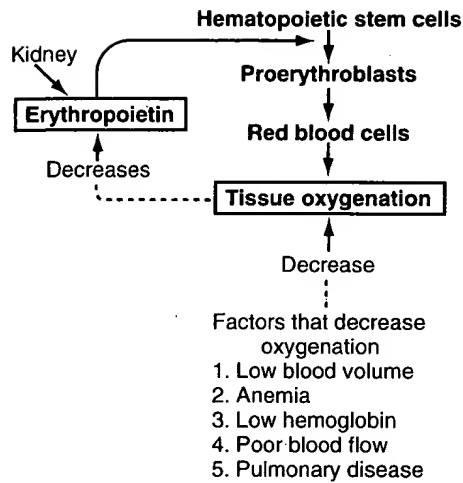 Hematopoietic stem cells
Kidney
Proerythroblasts
Erythropoietin
Red blood cells
Decreases
Tissue oxygenation
Decrease
Factors that decrease
oxygenation
1. Low blood volume
2. Anemia
3. Low hemoglobin
4. Poor blood flow
5. Pulmonary disease